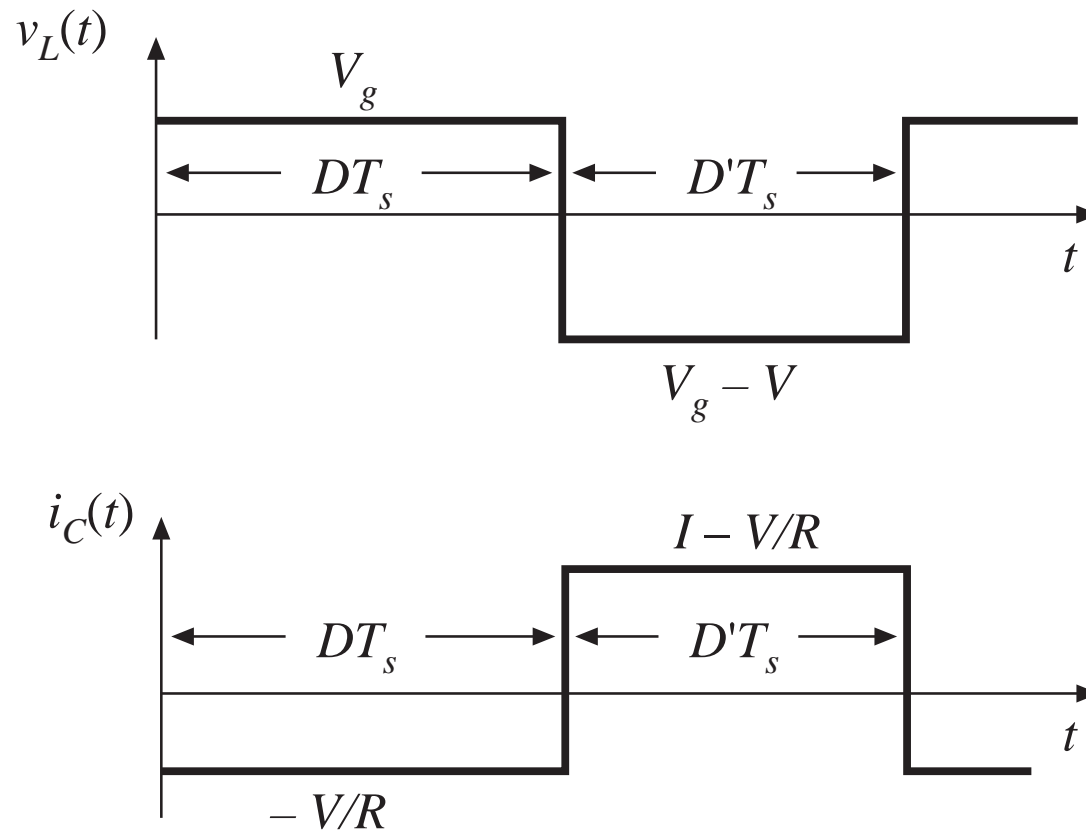 v_L(t)
V_g
DT_s
D'T_s
t
V_g – V
i_C(t)
I – V/R
DT_s
D'T_s
t
– V/R